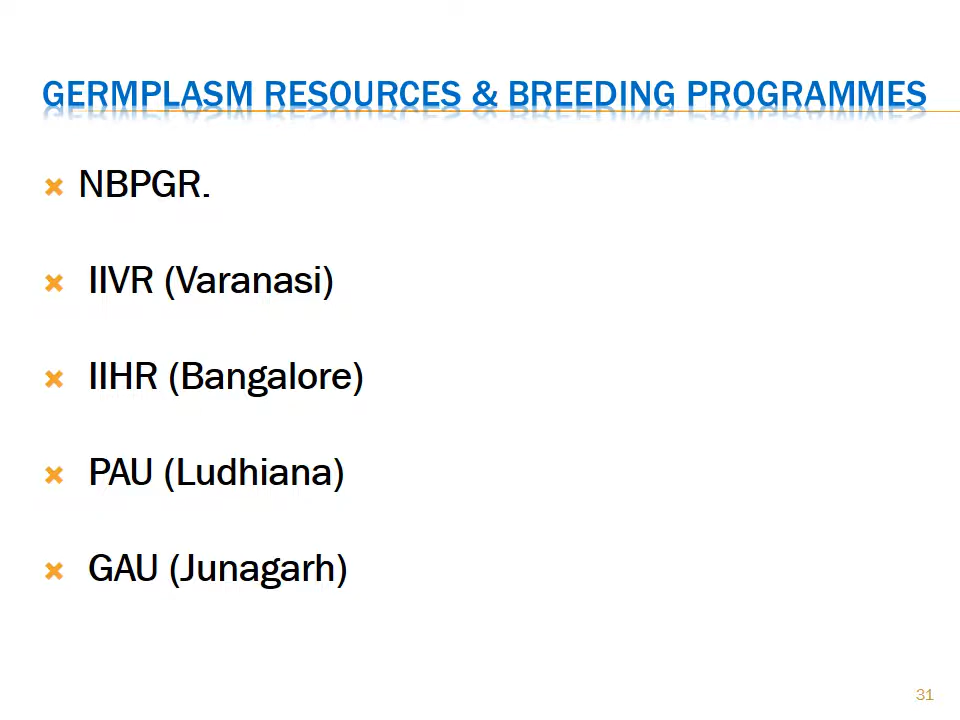 GERMPLASM RESOURCES & BREEDING PROGRAMMES
NBPGR.
IIVR (Varanasi)
IIHR (Bangalore)
PAU (Ludhiana)
GAU (Junagarh)
31